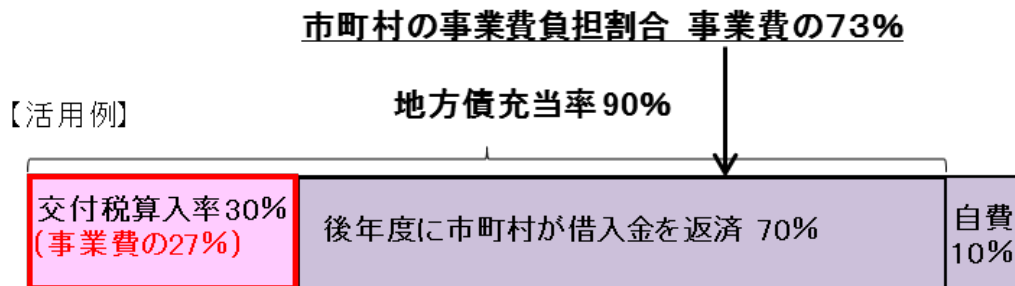 市町村の事業費負担割合 事業費の73%
地方債充当率90%
【活用例】
交付税算入率30%
(事業費の27%)
後年度に市町村が借入金を返済 70%
自費
10%